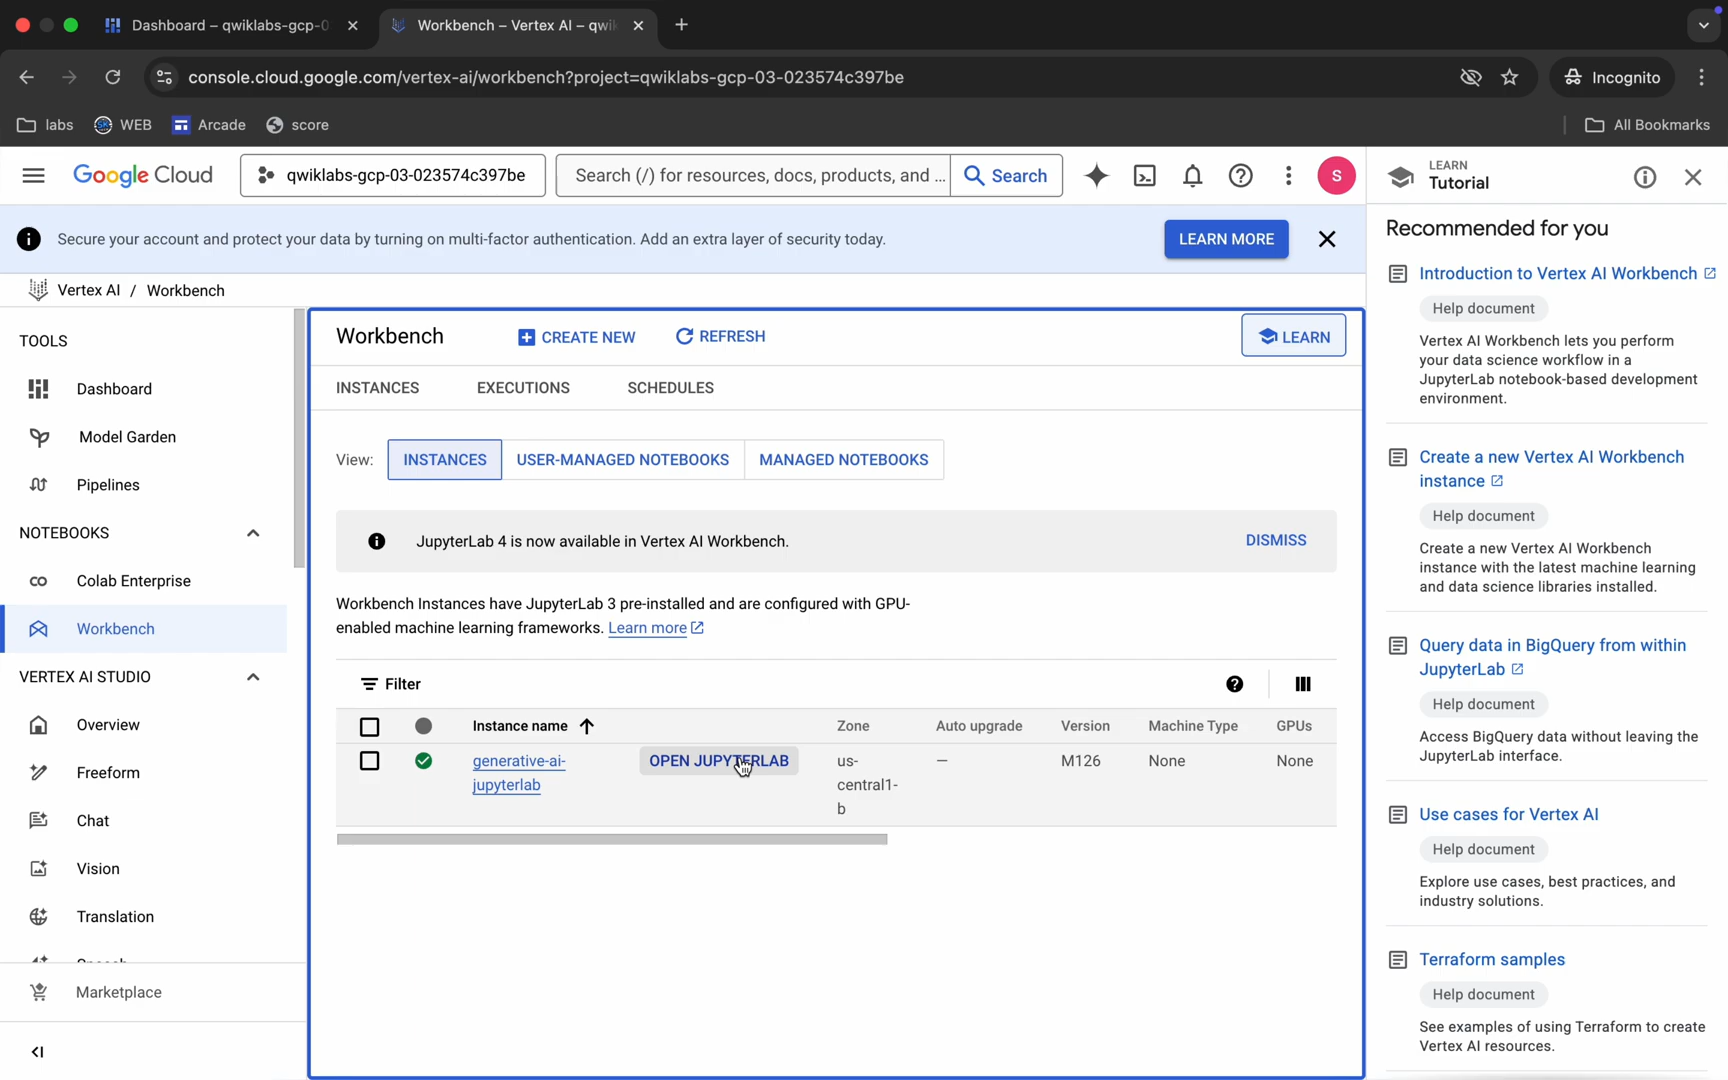 Dashboard – qwiklabs-gcp-0
Workbench – Vertex AI – qwi
console.cloud.google.com/vertex-ai/workbench?project=qwiklabs-gcp-03-023574c397be
Incognito
labs
WEB
Arcade
score
All Bookmarks
Google Cloud
qwiklabs-gcp-03-023574c397be
Search (/) for resources, docs, products, and ...
Search
S
LEARN
Tutorial
Secure your account and protect your data by turning on multi-factor authentication. Add an extra layer of security today.
LEARN MORE
Vertex AI / Workbench
TOOLS
Dashboard
Model Garden
Pipelines
NOTEBOOKS
Colab Enterprise
Workbench
VERTEX AI STUDIO
Overview
Freeform
Chat
Vision
Translation
Marketplace
Workbench
CREATE NEW
REFRESH
LEARN
INSTANCES
EXECUTIONS
SCHEDULES
View:
INSTANCES
USER-MANAGED NOTEBOOKS
MANAGED NOTEBOOKS
JupyterLab 4 is now available in Vertex AI Workbench.
DISMISS
Workbench Instances have JupyterLab 3 pre-installed and are configured with GPU-
enabled machine learning frameworks. Learn more
Filter
Instance name
Zone
Auto upgrade
Version
Machine Type
GPUs
generative-ai-
jupyterlab
OPEN JUPYTERLAB
us-
central1-
b
–
M126
None
None
Recommended for you
Introduction to Vertex AI Workbench
Help document
Vertex AI Workbench lets you perform
your data science workflow in a
JupyterLab notebook-based development
environment.
Create a new Vertex AI Workbench
instance
Help document
Create a new Vertex AI Workbench
instance with the latest machine learning
and data science libraries installed.
Query data in BigQuery from within
JupyterLab
Help document
Access BigQuery data without leaving the
JupyterLab interface.
Use cases for Vertex AI
Help document
Explore use cases, best practices, and
industry solutions.
Terraform samples
Help document
See examples of using Terraform to create
Vertex AI resources.